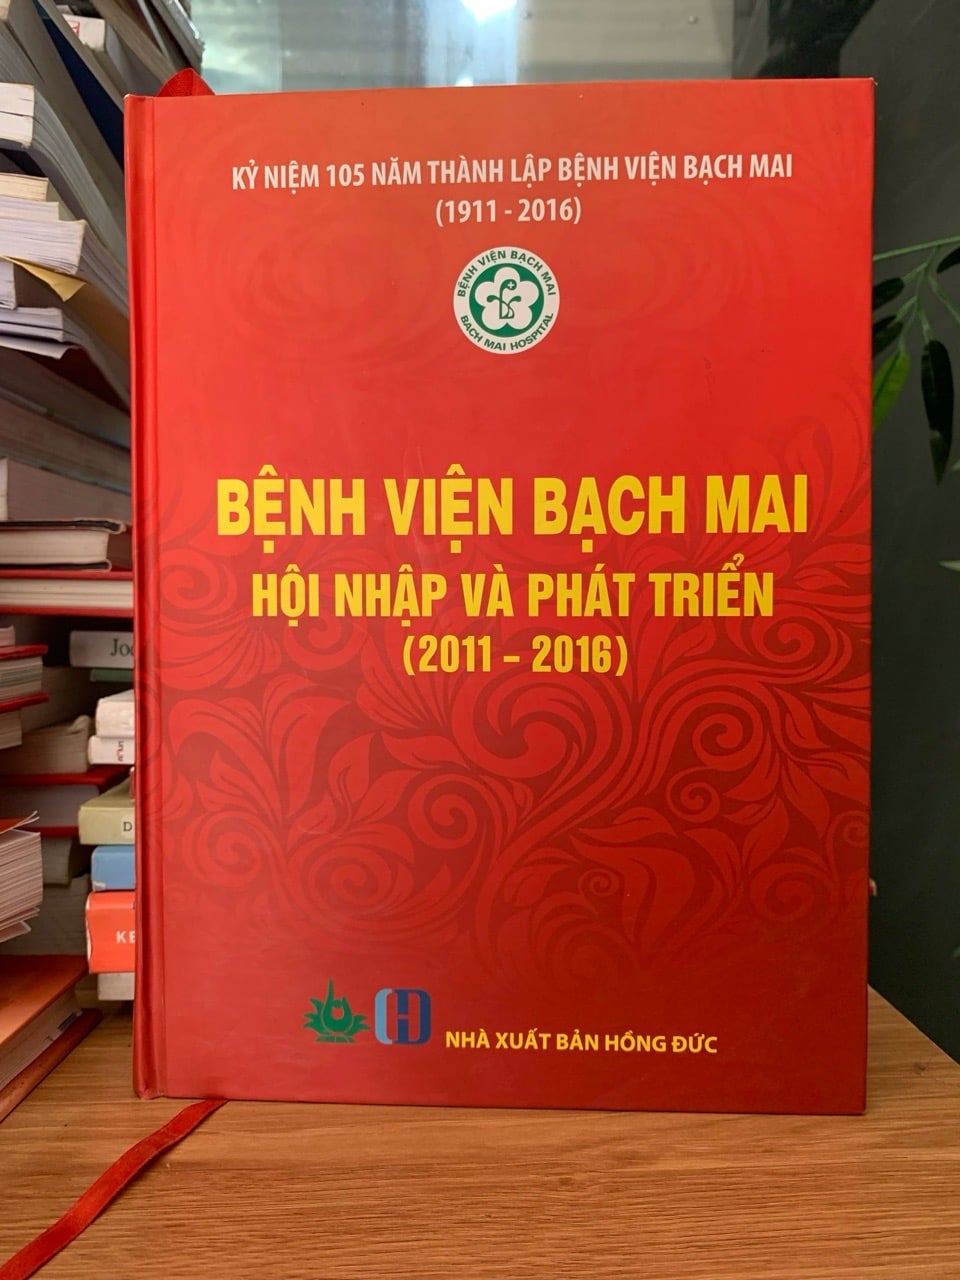 KỶ NIỆM 105 NĂM THÀNH LẬP BỆNH VIỆN BẠCH MAI
(1911 - 2016)
BỆNH VIỆN BẠCH MAI
BACH MAI HOSPITAL
BỆNH VIỆN BẠCH MAI
HỘI NHẬP VÀ PHÁT TRIỂN
(2011 - 2016)
NHÀ XUẤT BẢN HỒNG ĐỨC